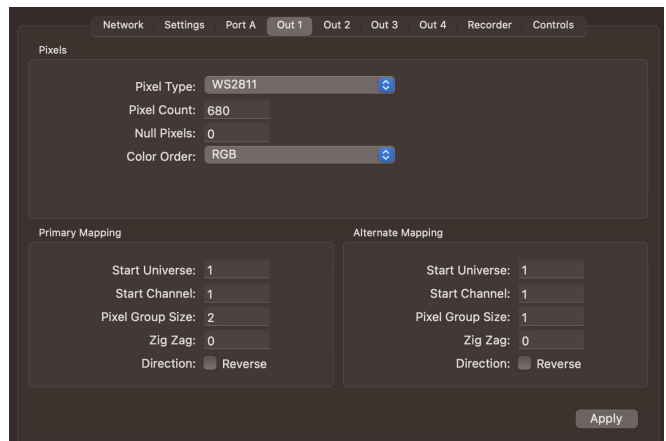 Network Settings Port A Out 1 Out 2 Out 3 Out 4 Recorder Controls
Pixels
Pixel Type: WS2811
Pixel Count: 680
Null Pixels: 0
Color Order: RGB
Primary Mapping
Start Universe: 1
Start Channel: 1
Pixel Group Size: 2
Zig Zag: 0
Direction: Reverse
Alternate Mapping
Start Universe: 1
Start Channel: 1
Pixel Group Size: 1
Zig Zag: 0
Direction: Reverse
Apply